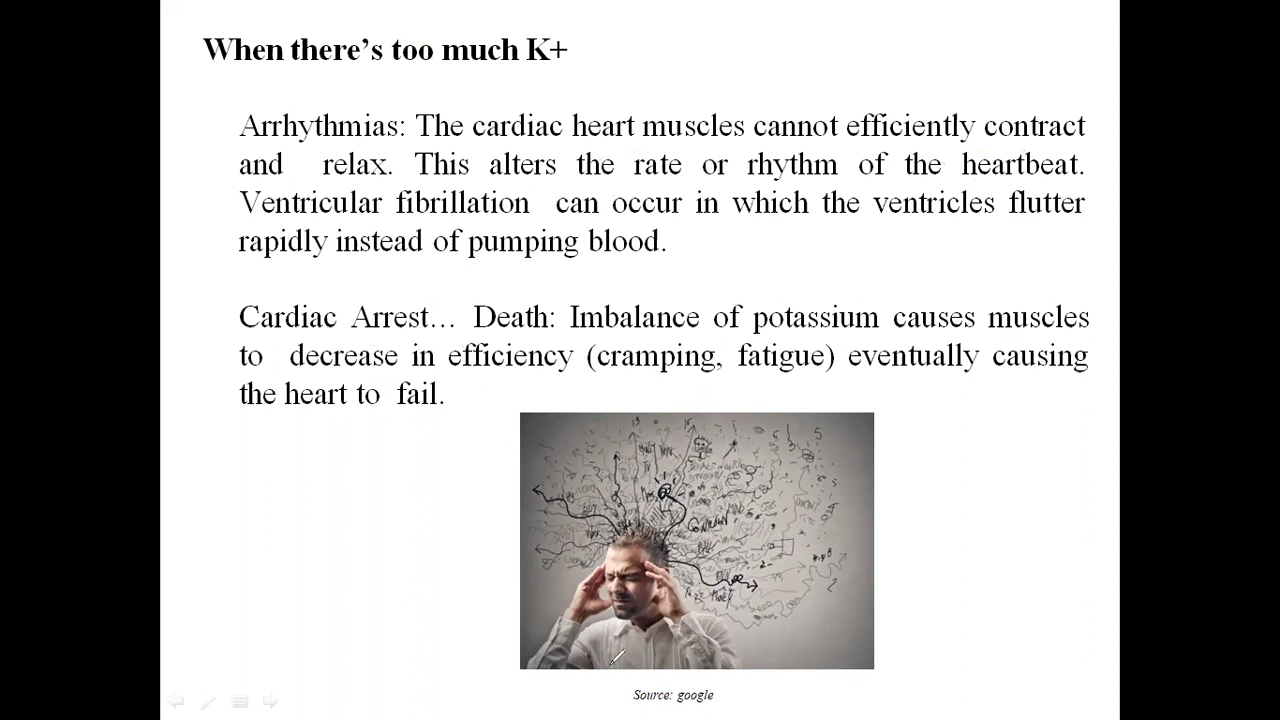 When there’s too much K+
Arrhythmias: The cardiac heart muscles cannot efficiently contract
and relax. This alters the rate or rhythm of the heartbeat.
Ventricular fibrillation can occur in which the ventricles flutter
rapidly instead of pumping blood.
Cardiac Arrest… Death: Imbalance of potassium causes muscles
to decrease in efficiency (cramping, fatigue) eventually causing
the heart to fail.
Source: google